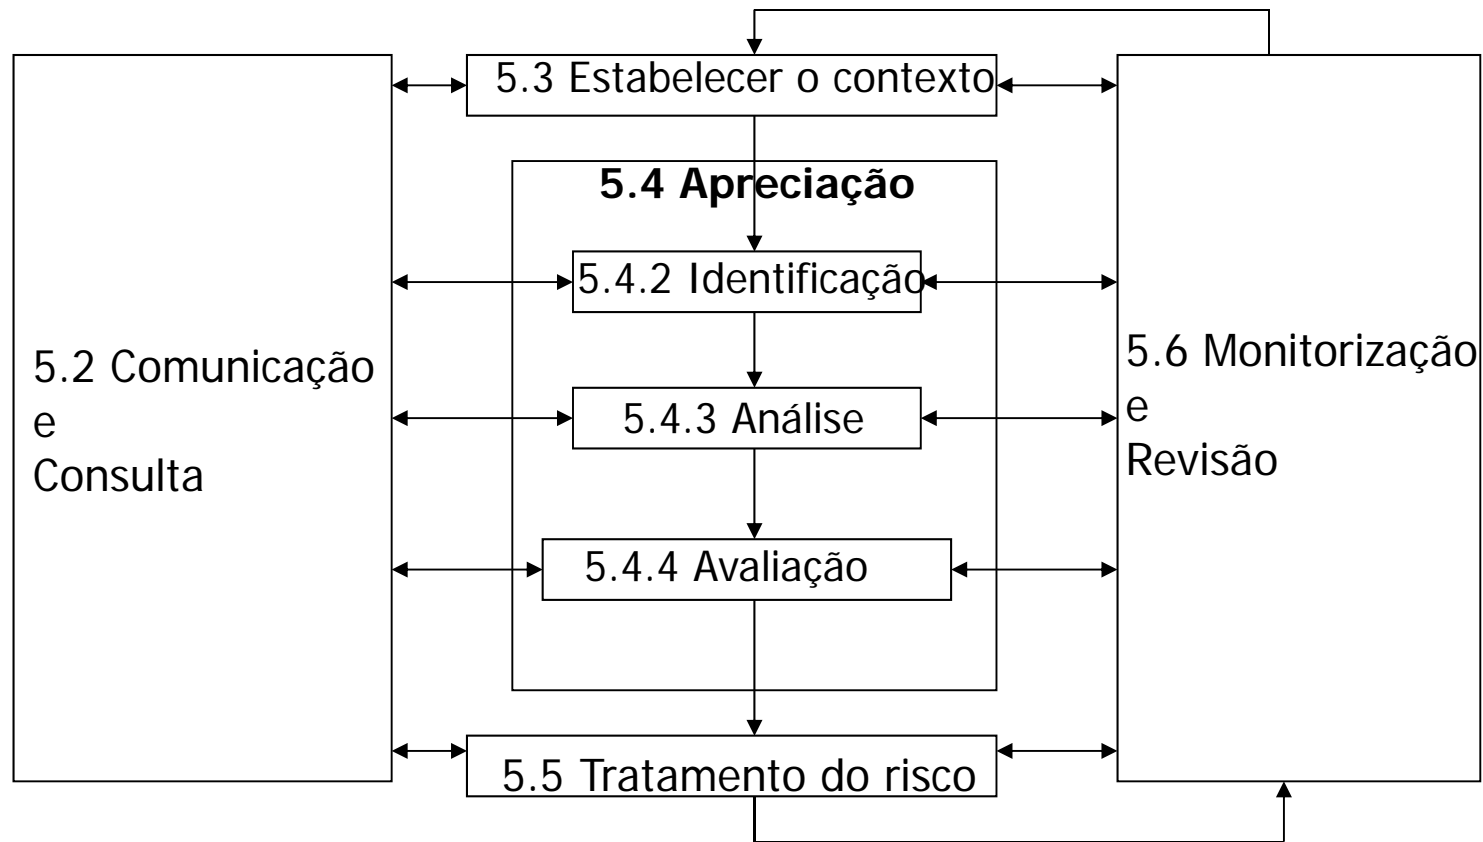 5.3 Estabelecer o contexto
5.4 Apreciação
5.4.2 Identificação
5.2 Comunicação
e
Consulta
5.6 Monitorização
e
Revisão
5.4.3 Análise
5.4.4 Avaliação
5.5 Tratamento do risco